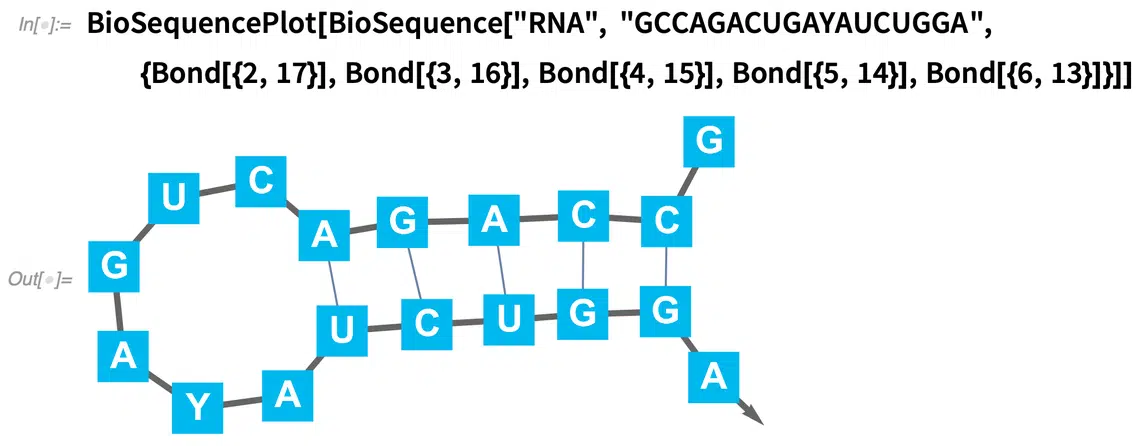 In[●]:= BioSequencePlot[BioSequence["RNA", "GCCAGACUGAYAUCUGGA",
{Bond[{2, 17}], Bond[{3, 16}], Bond[{4, 15}], Bond[{5, 14}], Bond[{6, 13}]}]]
G
U C A G A C C
G
Out[●]=
U C U G G
A
Y A
A